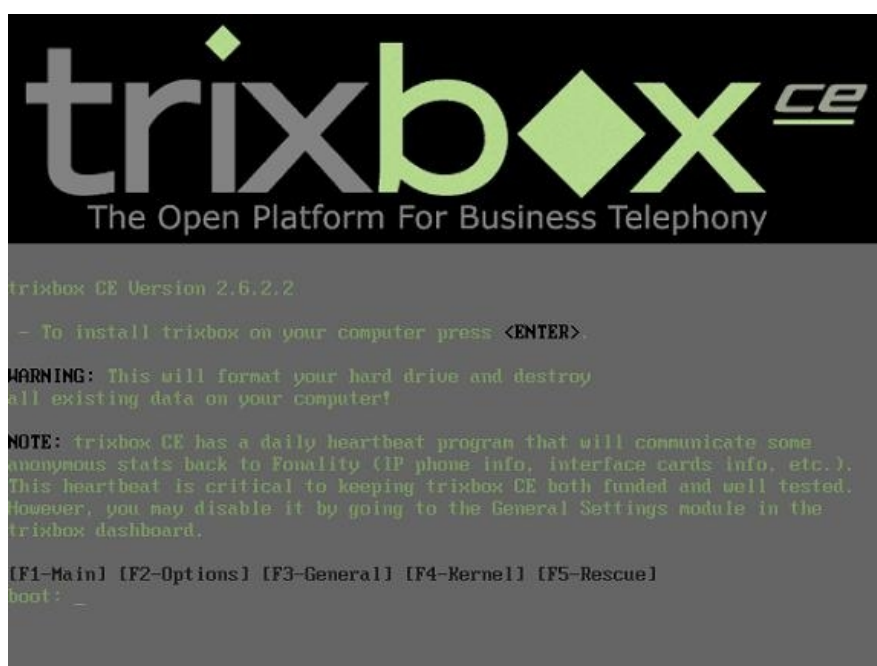 trixbox ce
The Open Platform For Business Telephony
trixbox CE Version 2.6.2.2
- To install trixbox on your computer press <ENTER>.
WARNING: This will format your hard drive and destroy
all existing data on your computer!
NOTE: trixbox CE has a daily heartbeat program that will communicate some
anonymous stats back to Fonality (IP phone info, interface cards info, etc.).
This heartbeat is critical to keeping trixbox CE both funded and well tested.
However, you may disable it by going to the General Settings module in the
trixbox dashboard.
[F1-Main] [F2-Options] [F3-General] [F4-Kernel] [F5-Rescue]
boot: _